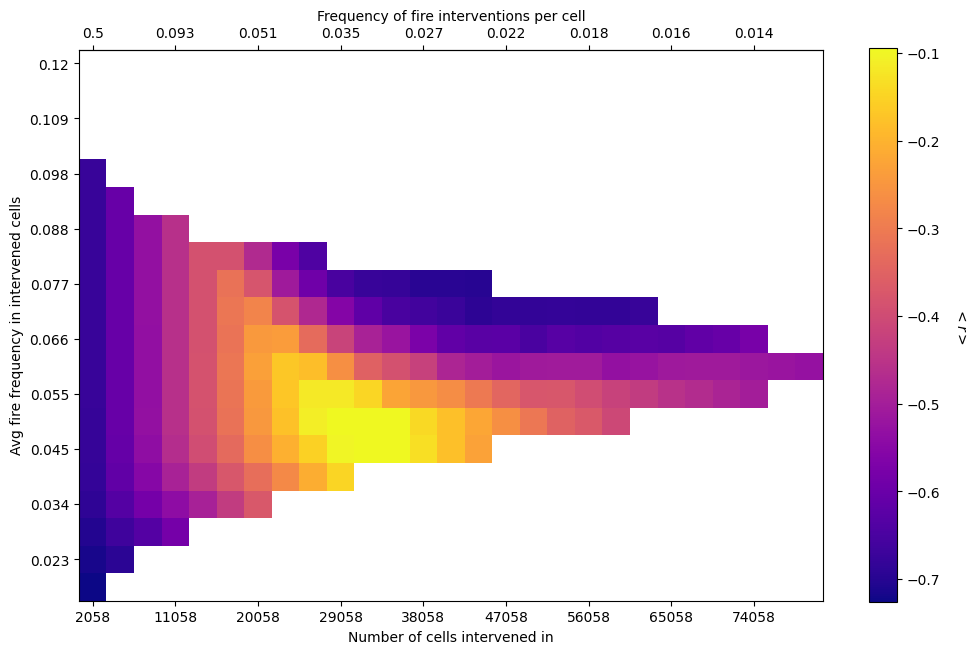 Frequency of fire interventions per cell
0.5 0.093 0.051 0.035 0.027 0.022 0.018 0.016 0.014
Avg fire frequency in intervened cells
0.12
0.109
0.098
0.088
0.077
0.066
0.055
0.045
0.034
0.023
2058 11058 20058 29058 38058 47058 56058 65058 74058
Number of cells intervened in
−0.1
−0.2
−0.3
−0.4
−0.5
−0.6
−0.7
< r >